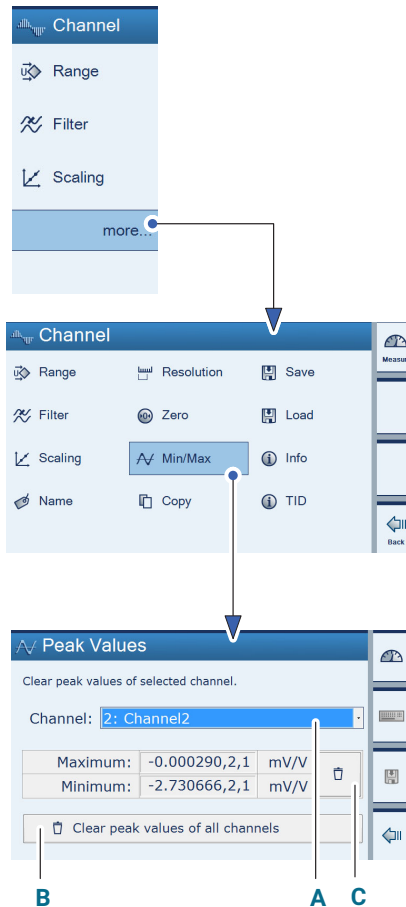 Channel
Range
Filter
Scaling
more...
Channel
Range Resolution Save
Measur
Filter Zero Load
Scaling Min/Max Info
Name Copy TID
Back
Peak Values
Clear peak values of selected channel.
Channel: 2: Channel2
Maximum: -0.000290,2,1 mV/V
Minimum: -2.730666,2,1 mV/V
Clear peak values of all channels
B A C